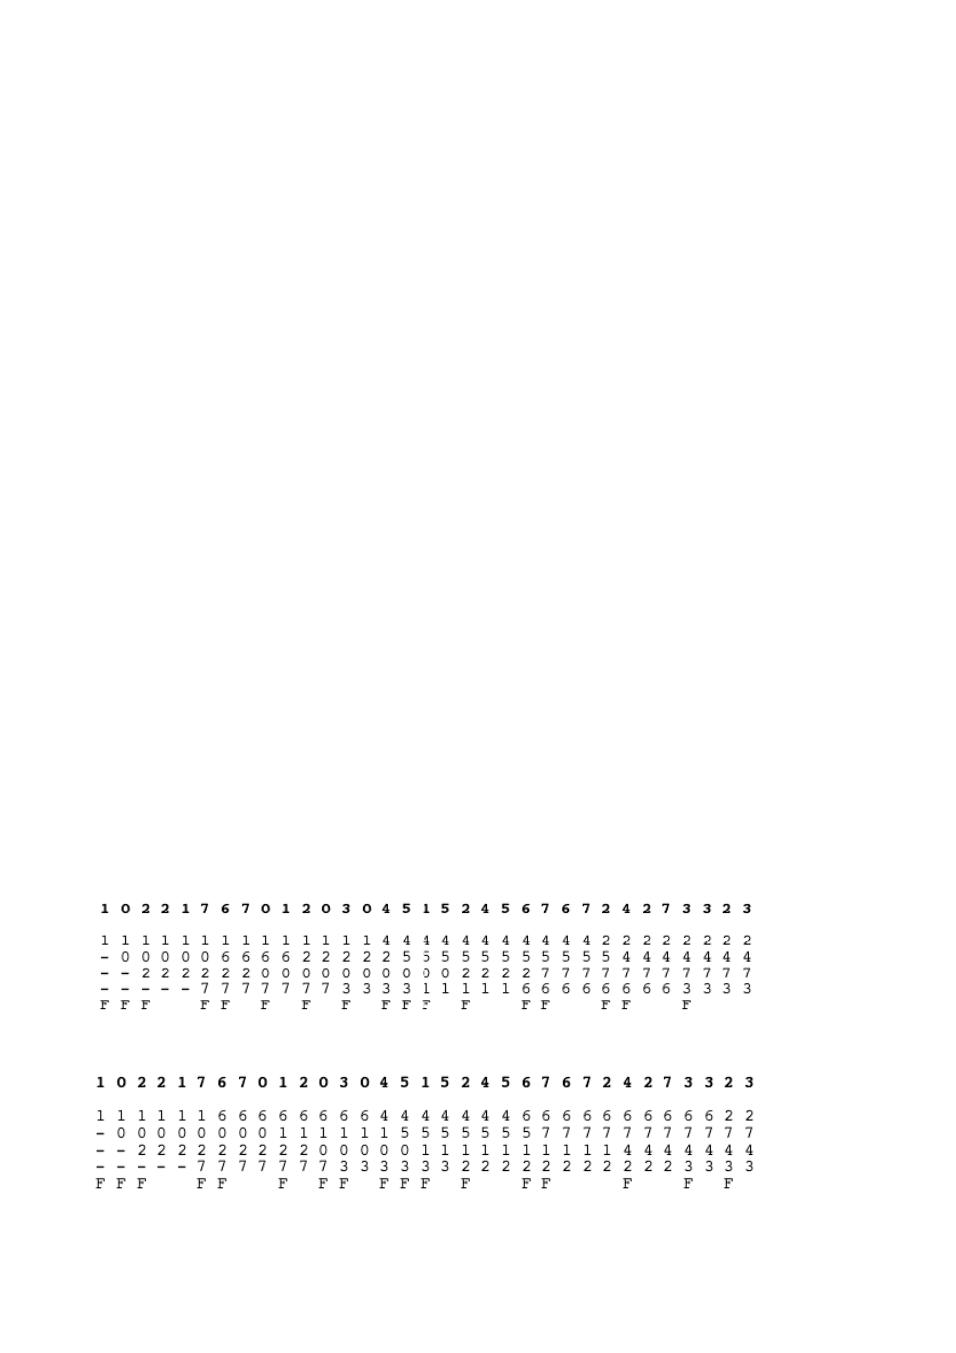 1 0 2 2 1 7 6 7 0 1 2 0 3 0 4 5 1 5 2 4 5 6 7 6 7 2 4 2 7 3 3 2 3
1 1 1 1 1 1 1 1 1 1 1 1 1 1 4 4 4 4 4 4 4 4 4 4 4 2 2 2 2 2 2 2 2
- 0 0 0 0 0 6 6 6 6 2 2 2 2 2 5 5 5 5 5 5 5 5 5 5 5 4 4 4 4 4 4 4
- - 2 2 2 2 2 2 0 0 0 0 0 0 0 0 0 0 2 2 2 2 7 7 7 7 7 7 7 7 7 7 7
- - - - - 7 7 7 7 7 7 7 3 3 3 3 1 1 1 1 1 6 6 6 6 6 6 6 6 3 3 3 3
F F F F F F F F F F F F F F F F F
1 0 2 2 1 7 6 7 0 1 2 0 3 0 4 5 1 5 2 4 5 6 7 6 7 2 4 2 7 3 3 2 3
1 1 1 1 1 1 6 6 6 6 6 6 6 6 4 4 4 4 4 4 4 6 6 6 6 6 6 6 6 6 6 2 2
- 0 0 0 0 0 0 0 0 1 1 1 1 1 1 5 5 5 5 5 5 5 7 7 7 7 7 7 7 7 7 7 7
- - 2 2 2 2 2 2 2 2 2 0 0 0 0 0 1 1 1 1 1 1 1 1 1 1 4 4 4 4 4 4 4
- - - - - 7 7 7 7 7 7 7 3 3 3 3 3 3 2 2 2 2 2 2 2 2 2 2 2 3 3 3 3
F F F F F F F F F F F F F F F F F